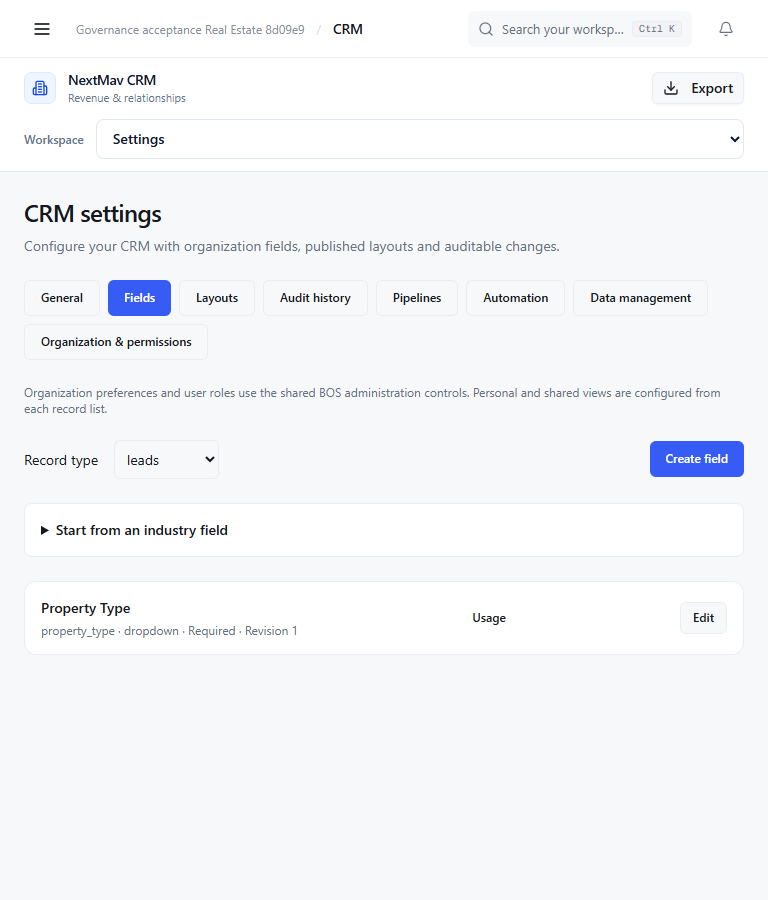 Governance acceptance Real Estate 8d09e9 / CRM
Search your worksp... Ctrl K
NextMav CRM
Revenue & relationships
Export
Workspace
Settings
CRM settings
Configure your CRM with organization fields, published layouts and auditable changes.
General
Fields
Layouts
Audit history
Pipelines
Automation
Data management
Organization & permissions
Organization preferences and user roles use the shared BOS administration controls. Personal and shared views are configured from
each record list.
Record type
leads
Create field
Start from an industry field
Property Type
property_type · dropdown · Required · Revision 1
Usage
Edit